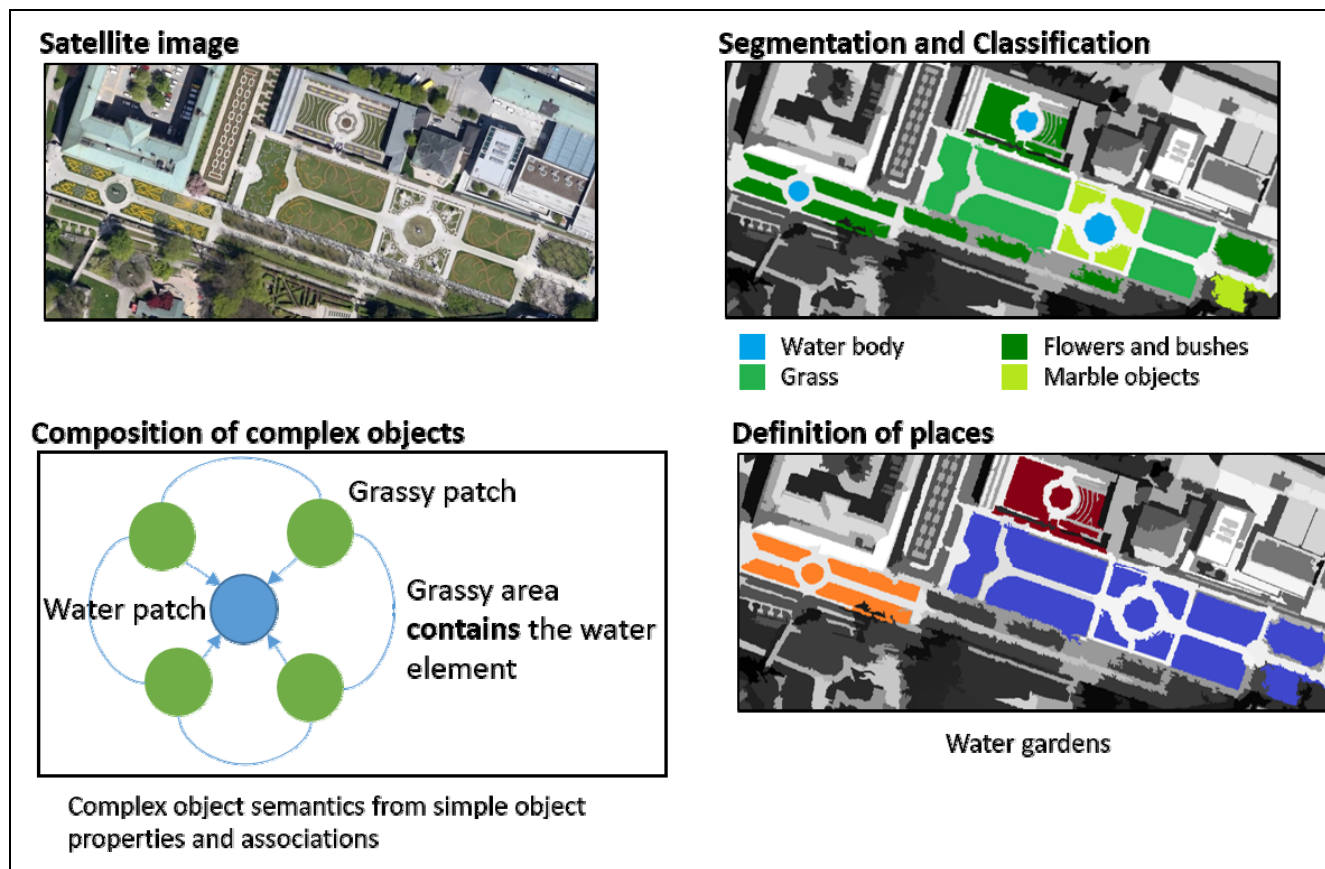 Satellite image
Segmentation and Classification
Water body
Flowers and bushes
Grass
Marble objects
Composition of complex objects
Grassy patch
Water patch
Grassy area
contains the water
element
Complex object semantics from simple object
properties and associations
Definition of places
Water gardens